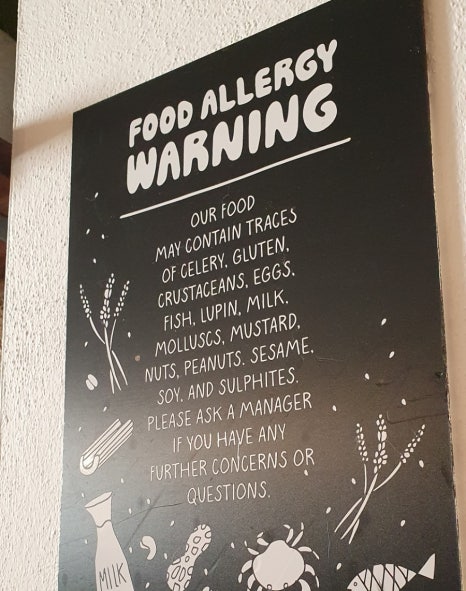 FOOD ALLERGY
WARNING
OUR FOOD
MAY CONTAIN TRACES
OF CELERY, GLUTEN,
CRUSTACEANS, EGGS,
FISH, LUPIN, MILK,
MOLLUSCS, MUSTARD,
NUTS, PEANUTS, SESAME,
SOY, AND SULPHITES.
PLEASE ASK A MANAGER
IF YOU HAVE ANY
FURTHER CONCERNS OR
QUESTIONS.
MILK